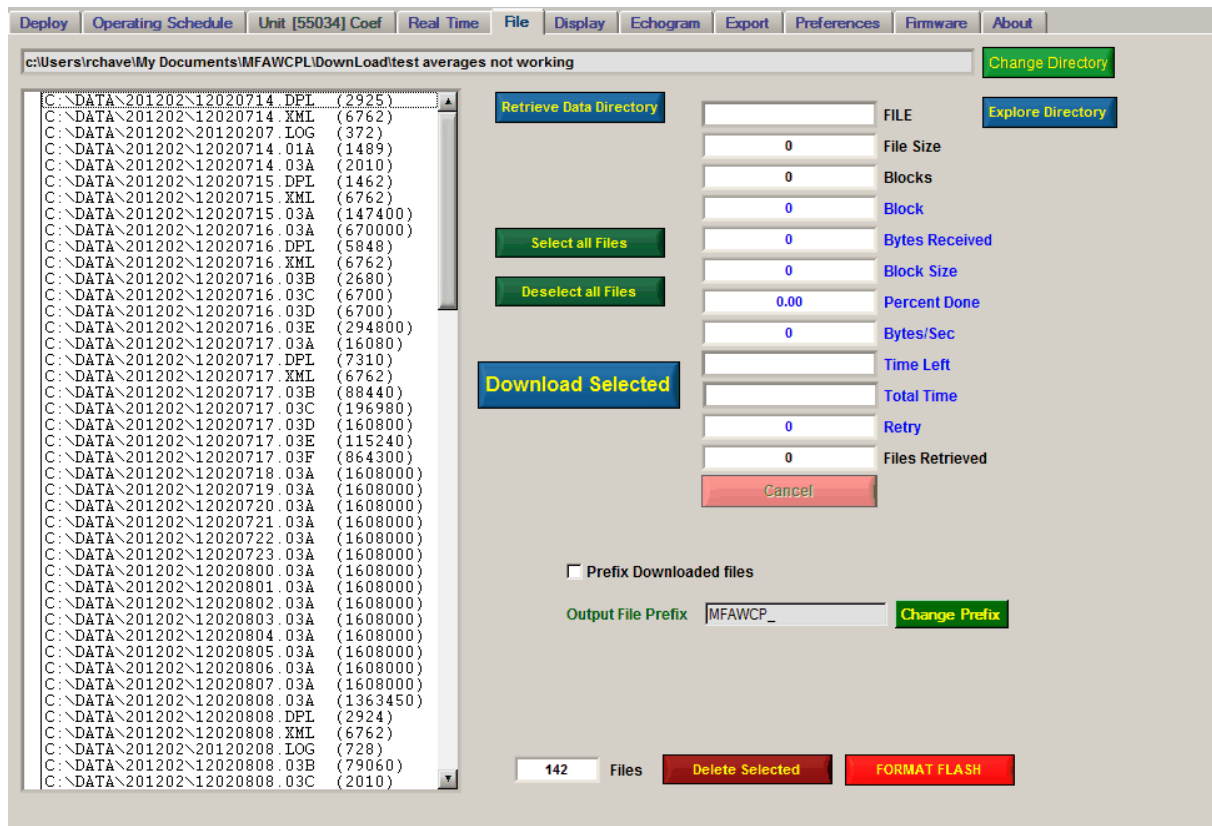 Deploy Operating Schedule Unit [55034] Coef Real Time File Display Echogram Export Preferences Firmware About
c:\Users\rchave\My Documents\MFAWCPL\DownLoad\test averages not working
Change Directory
C:\DATA\201202\12020714.DPL (2925)
C:\DATA\201202\12020714.XML (6762)
C:\DATA\201202\20120207.LOG (372)
C:\DATA\201202\12020714.01A (1489)
C:\DATA\201202\12020714.03A (2010)
C:\DATA\201202\12020715.DPL (1462)
C:\DATA\201202\12020715.XML (6762)
C:\DATA\201202\12020715.03A (147400)
C:\DATA\201202\12020716.03A (670000)
C:\DATA\201202\12020716.DPL (5848)
C:\DATA\201202\12020716.XML (6762)
C:\DATA\201202\12020716.03B (2680)
C:\DATA\201202\12020716.03C (6700)
C:\DATA\201202\12020716.03D (6700)
C:\DATA\201202\12020716.03E (294800)
C:\DATA\201202\12020717.03A (16080)
C:\DATA\201202\12020717.DPL (7310)
C:\DATA\201202\12020717.XML (6762)
C:\DATA\201202\12020717.03B (88440)
C:\DATA\201202\12020717.03C (196980)
C:\DATA\201202\12020717.03D (160800)
C:\DATA\201202\12020717.03E (115240)
C:\DATA\201202\12020717.03F (864300)
C:\DATA\201202\12020718.03A (1608000)
C:\DATA\201202\12020719.03A (1608000)
C:\DATA\201202\12020720.03A (1608000)
C:\DATA\201202\12020721.03A (1608000)
C:\DATA\201202\12020722.03A (1608000)
C:\DATA\201202\12020723.03A (1608000)
C:\DATA\201202\12020800.03A (1608000)
C:\DATA\201202\12020801.03A (1608000)
C:\DATA\201202\12020802.03A (1608000)
C:\DATA\201202\12020803.03A (1608000)
C:\DATA\201202\12020804.03A (1608000)
C:\DATA\201202\12020805.03A (1608000)
C:\DATA\201202\12020806.03A (1608000)
C:\DATA\201202\12020807.03A (1608000)
C:\DATA\201202\12020808.03A (1363450)
C:\DATA\201202\12020808.DPL (2924)
C:\DATA\201202\12020808.XML (6762)
C:\DATA\201202\20120208.LOG (728)
C:\DATA\201202\12020808.03B (79060)
C:\DATA\201202\12020808.03C (2010)
Retrieve Data Directory
Select all Files
Deselect all Files
Download Selected
FILE
Explore Directory
0 File Size
0 Blocks
0 Block
0 Bytes Received
0 Block Size
0.00 Percent Done
0 Bytes/Sec
Time Left
Total Time
0 Retry
0 Files Retrieved
Cancel
Prefix Downloaded files
Output File Prefix MFAWCP_ Change Prefix
142 Files Delete Selected FORMAT FLASH